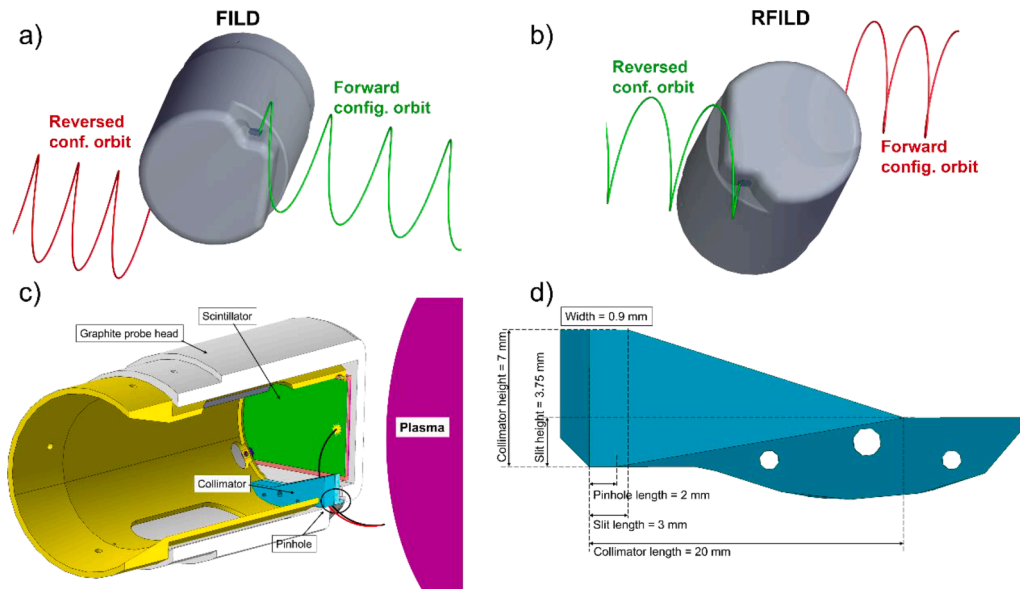 FILD
RFILD
a)
b)
Forward
config. orbit
Reversed
conf. orbit
Reversed
conf. orbit
Forward
config. orbit
c)
Scintillator
Graphite probe head
Plasma
Collimator
Pinhole
d)
Width = 0.9 mm
Collimator height = 7 mm
Slit height = 3.75 mm
Pinhole length = 2 mm
Slit length = 3 mm
Collimator length = 20 mm